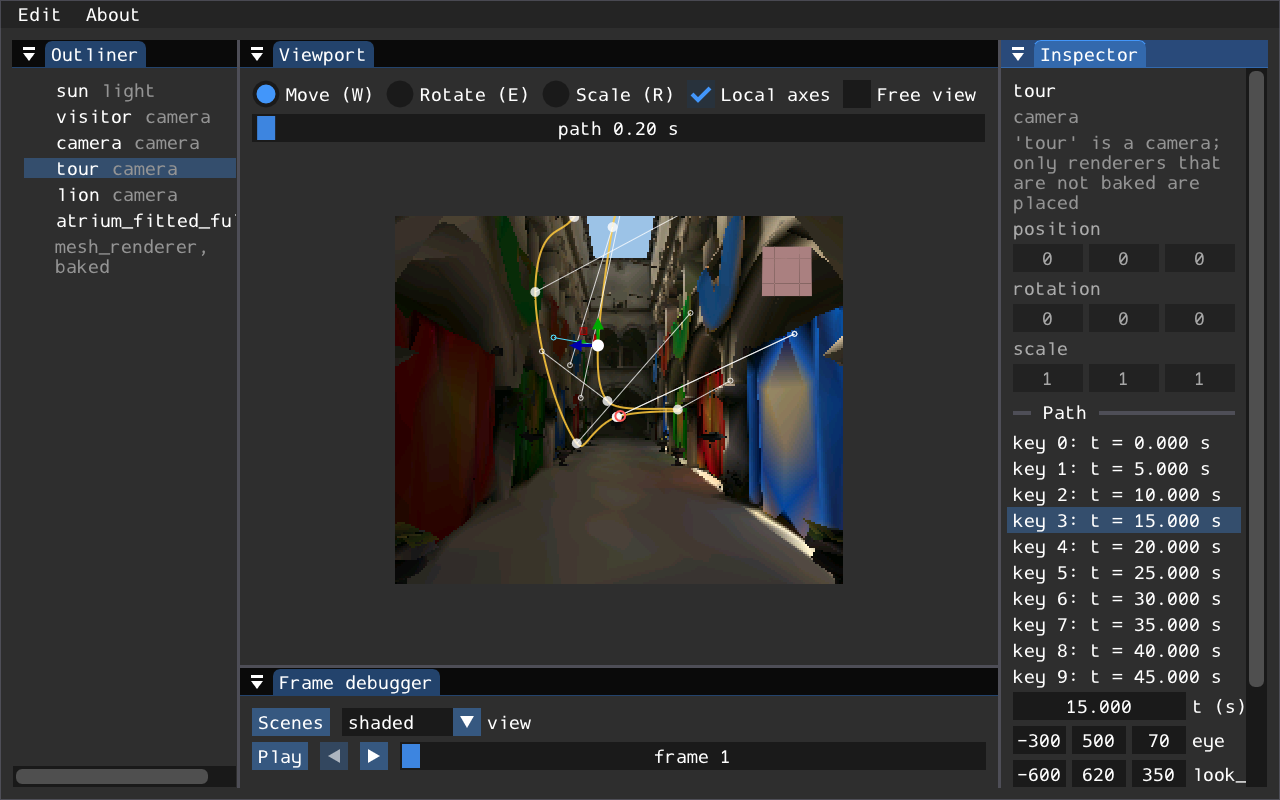 Edit About
Outliner
sun light
visitor camera
camera camera
tour camera
lion camera
atrium_fitted_fu
mesh_renderer,
baked
Viewport
Move (W) Rotate (E) Scale (R) Local axes Free view
path 0.20 s
Frame debugger
Scenes shaded view
Play frame 1
Inspector
tour
camera
'tour' is a camera;
only renderers that
are not baked are
placed
position
0 0 0
rotation
0 0 0
scale
1 1 1
Path
key 0: t = 0.000 s
key 1: t = 5.000 s
key 2: t = 10.000 s
key 3: t = 15.000 s
key 4: t = 20.000 s
key 5: t = 25.000 s
key 6: t = 30.000 s
key 7: t = 35.000 s
key 8: t = 40.000 s
key 9: t = 45.000 s
15.000 t (s)
-300 500 70 eye
-600 620 350 look_